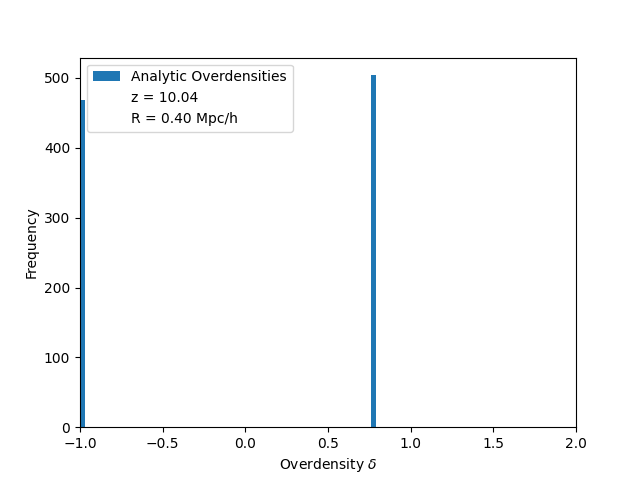 Analytic Overdensities
z = 10.04
R = 0.40 Mpc/h
500
400
300
200
100
0
Frequency
−1.0 −0.5 0.0 0.5 1.0 1.5 2.0
Overdensity δ